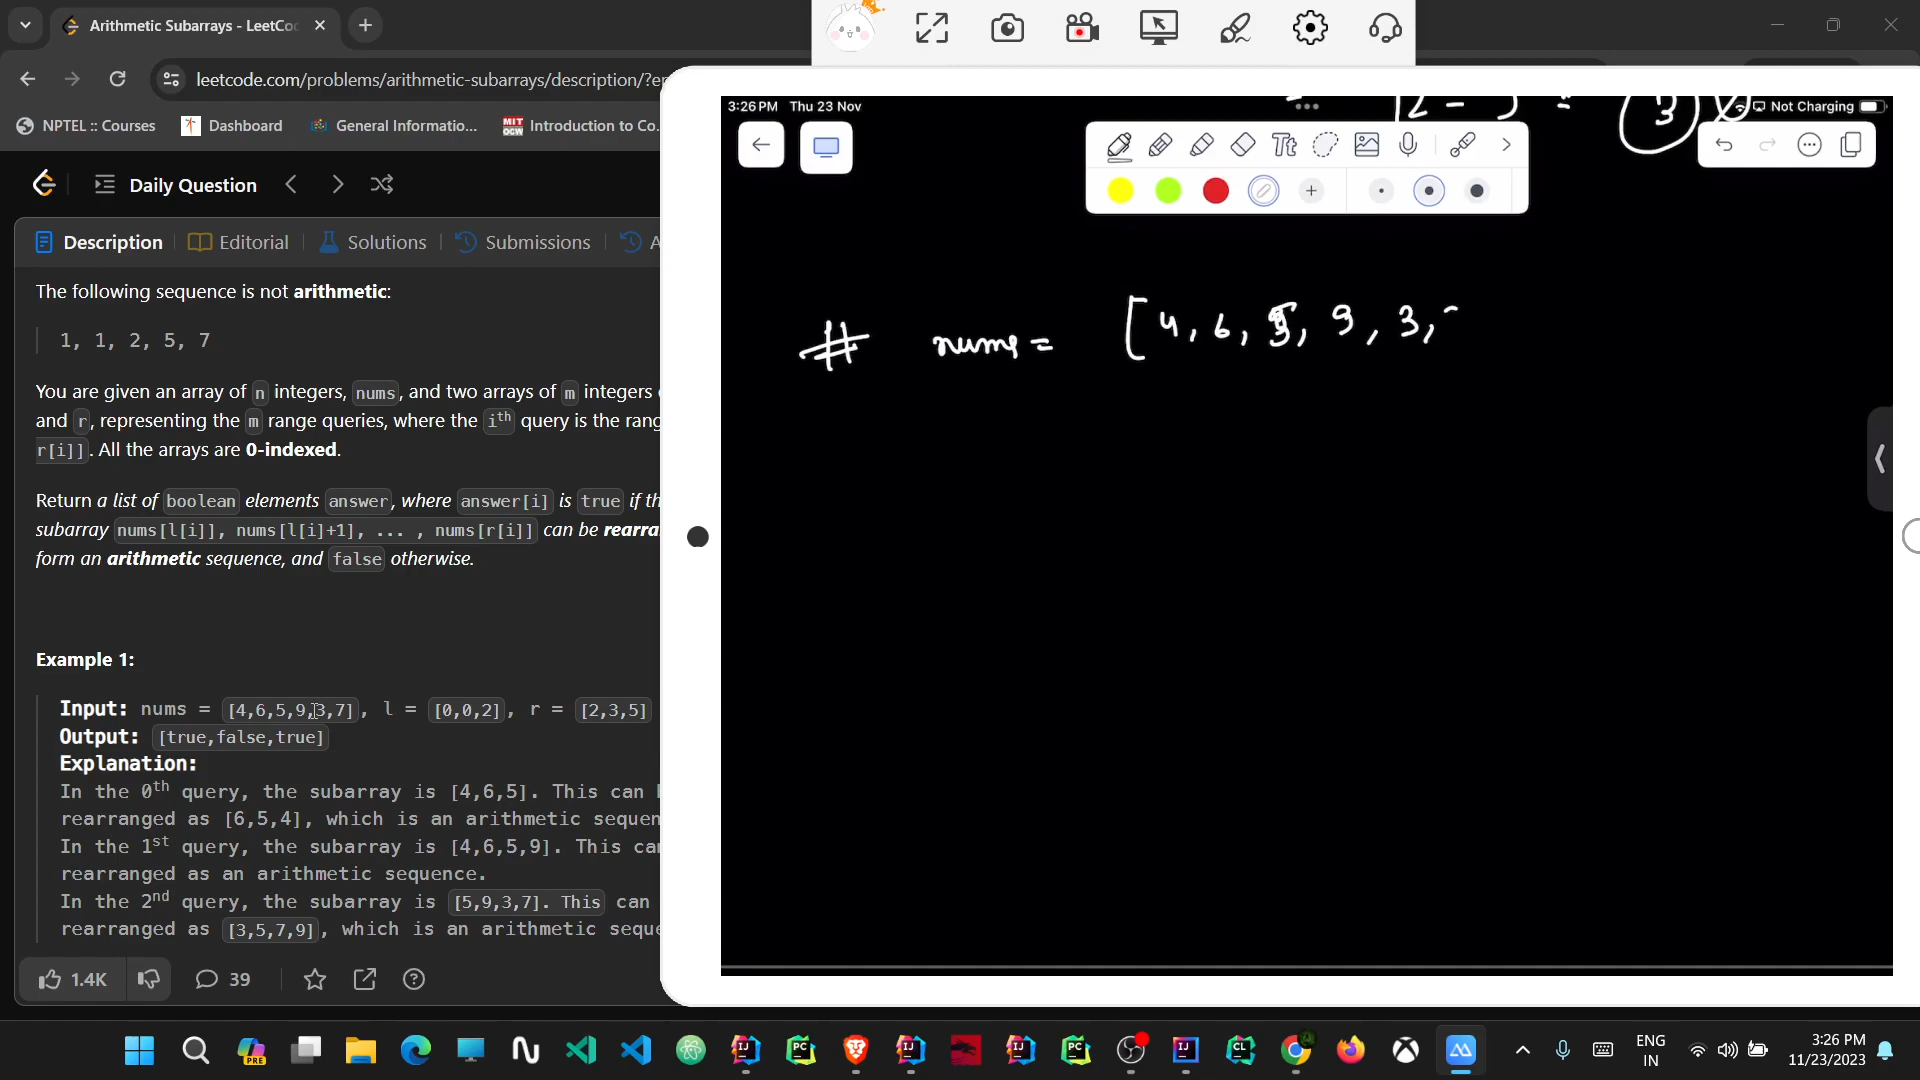 Arithmetic Subarrays - LeetCo
leetcode.com/problems/arithmetic-subarrays/description/?e
NPTEL :: Courses
Dashboard
General Informatio...
MIT OCW
Introduction to Co.
3:26 PM Thu 23 Nov
Not Charging
12 - 9 = 3
Tt
Daily Question
Description
Editorial
Solutions
Submissions
A
The following sequence is not arithmetic:
1, 1, 2, 5, 7
You are given an array of n integers, nums, and two arrays of m integers
and r, representing the m range queries, where the ith query is the rang
r[i]]. All the arrays are 0-indexed.
Return a list of boolean elements answer, where answer[i] is true if th
subarray nums[l[i]], nums[l[i]+1], ... , nums[r[i]] can be rearra
form an arithmetic sequence, and false otherwise.
Example 1:
Input: nums = [4,6,5,9,3,7], l = [0,0,2], r = [2,3,5]
Output: [true,false,true]
Explanation:
In the 0th query, the subarray is [4,6,5]. This can
rearranged as [6,5,4], which is an arithmetic sequen
In the 1st query, the subarray is [4,6,5,9]. This ca
rearranged as an arithmetic sequence.
In the 2nd query, the subarray is [5,9,3,7]. This can
rearranged as [3,5,7,9], which is an arithmetic seque
1.4K
39
# nums = [4, 6, 5, 9, 3,
PRE
ENG
IN
3:26 PM
11/23/2023